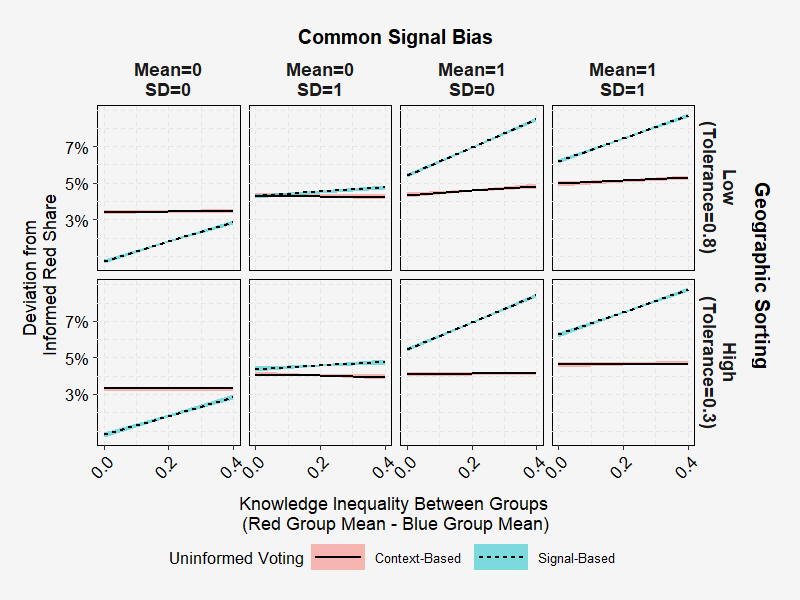 Common Signal Bias
Mean=0
SD=0
Mean=0
SD=1
Mean=1
SD=0
Mean=1
SD=1
Deviation from
Informed Red Share
7%
5%
3%
Low
(Tolerance=0.8)
7%
5%
3%
High
(Tolerance=0.3)
Geographic Sorting
0.0
0.2
0.4
0.0
0.2
0.4
0.0
0.2
0.4
0.0
0.2
0.4
Knowledge Inequality Between Groups
(Red Group Mean - Blue Group Mean)
Uninformed Voting
Context-Based
Signal-Based